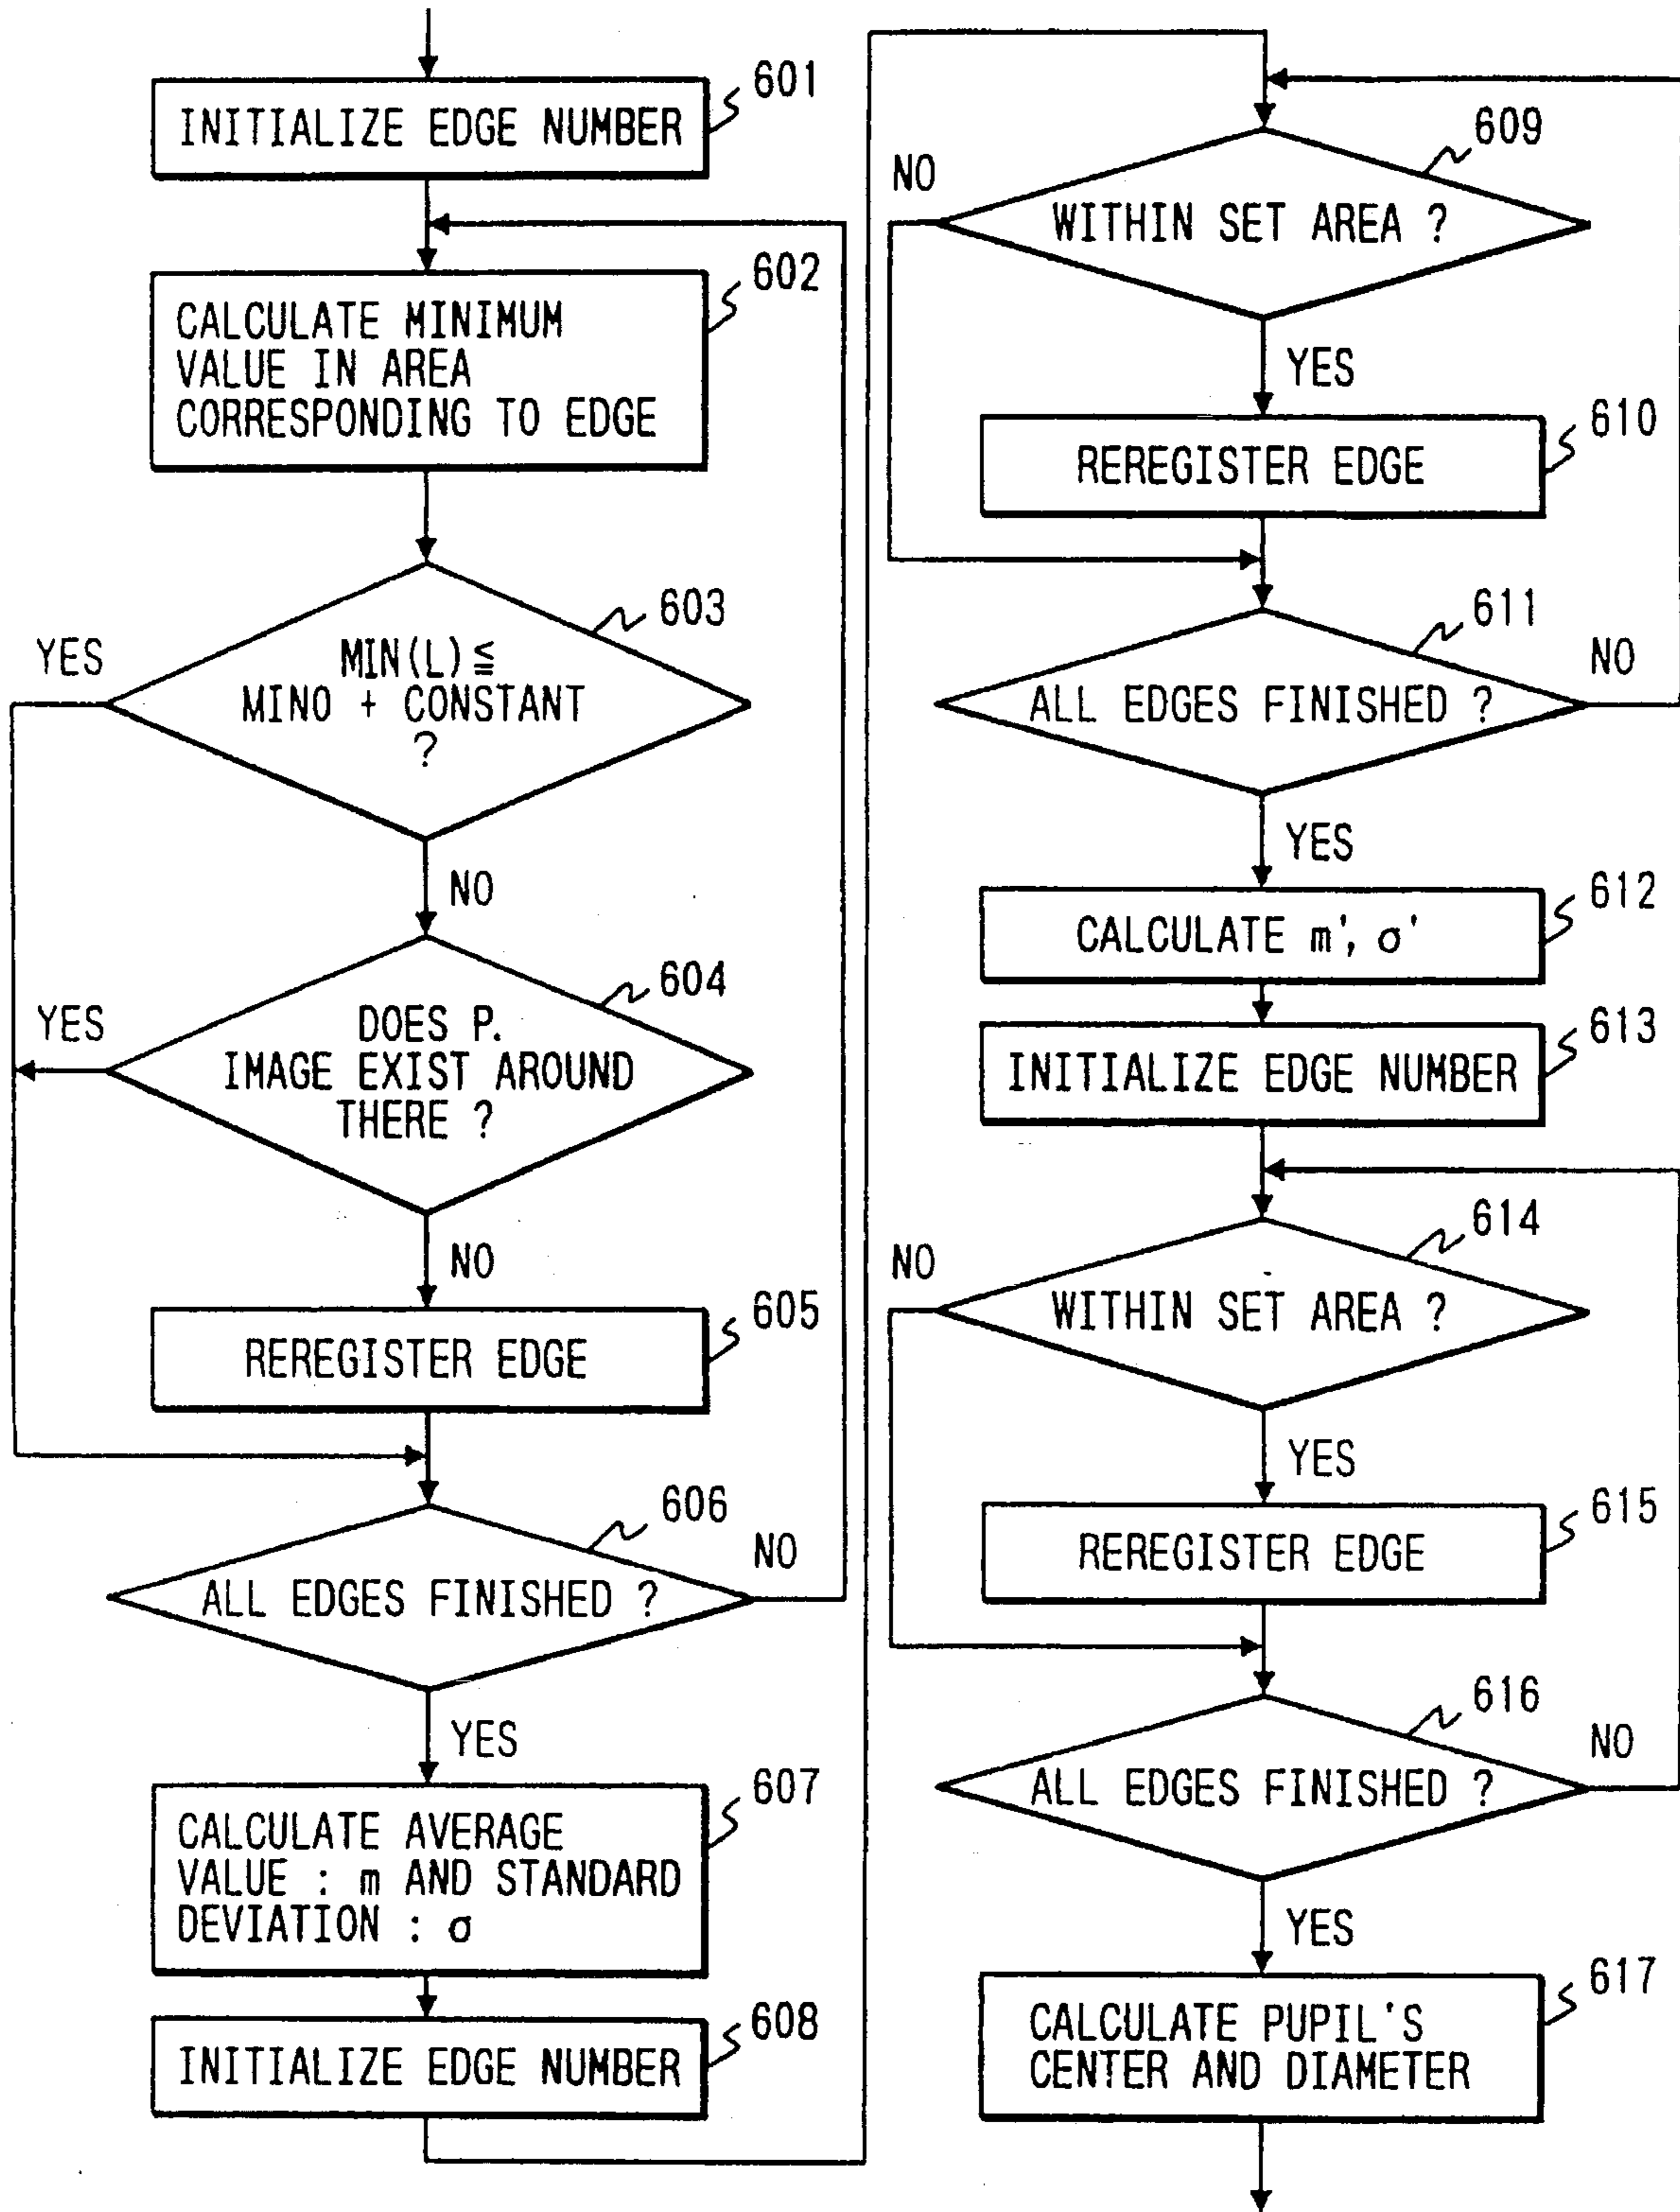 601
INITIALIZE EDGE NUMBER
602
CALCULATE MINIMUM
VALUE IN AREA
CORRESPONDING TO EDGE
603
YES
MIN(L) ≦
MINO + CONSTANT
?
NO
604
YES
DOES P.
IMAGE EXIST AROUND
THERE ?
NO
605
REREGISTER EDGE
606
NO
ALL EDGES FINISHED ?
YES
607
CALCULATE AVERAGE
VALUE : m AND STANDARD
DEVIATION : σ
608
INITIALIZE EDGE NUMBER
609
NO
WITHIN SET AREA ?
YES
610
REREGISTER EDGE
611
NO
ALL EDGES FINISHED ?
YES
612
CALCULATE m', σ'
613
INITIALIZE EDGE NUMBER
614
NO
WITHIN SET AREA ?
YES
615
REREGISTER EDGE
616
NO
ALL EDGES FINISHED ?
YES
617
CALCULATE PUPIL'S
CENTER AND DIAMETER